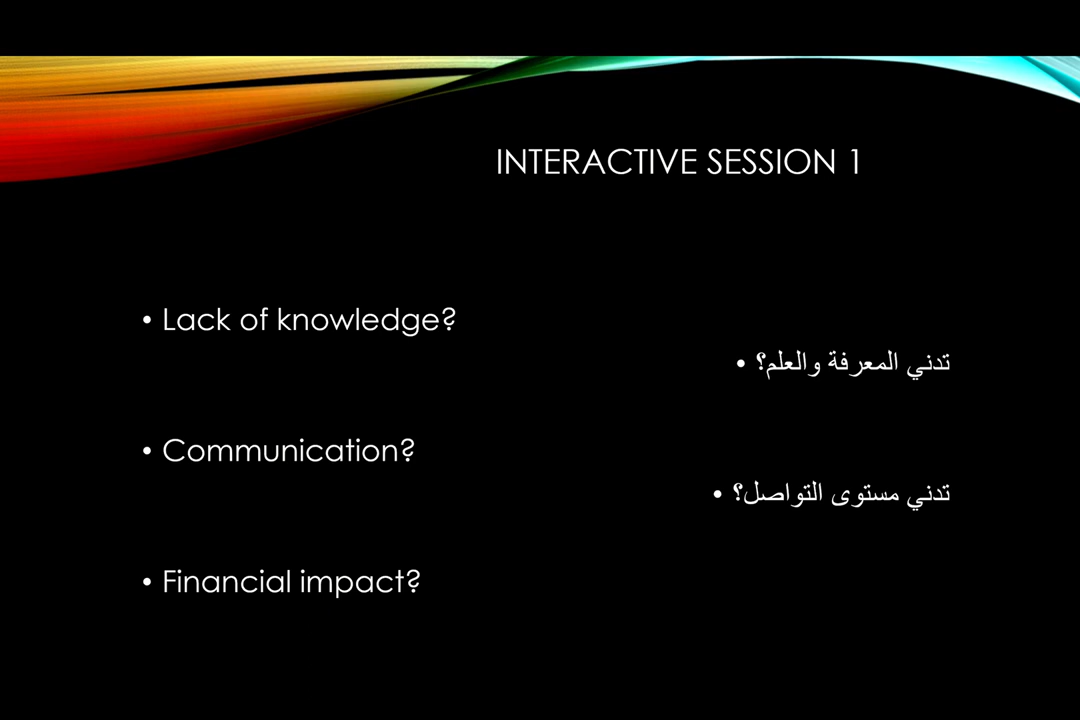 INTERACTIVE SESSION 1
• Lack of knowledge?
• تدني المعرفة والعلم؟
• Communication?
• تدني مستوى التواصل؟
• Financial impact?